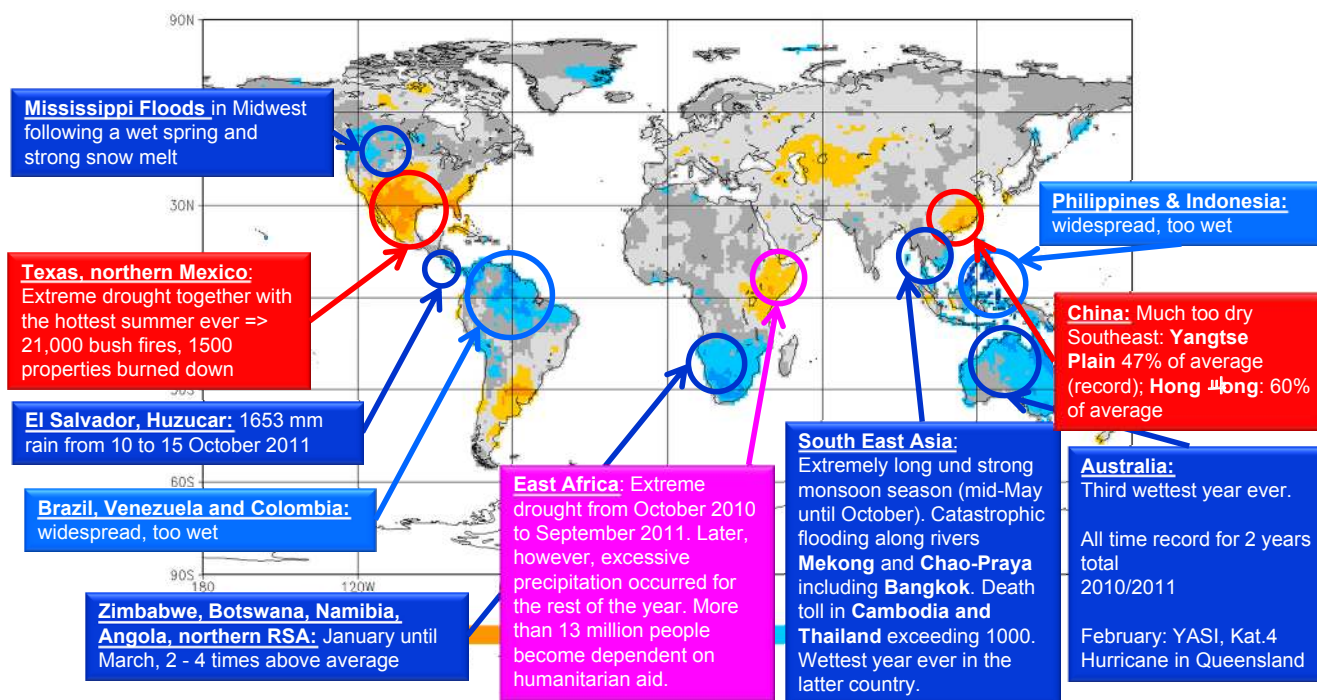 90N
Mississippi Floods in Midwest
following a wet spring and
strong snow melt
30N
Philippines & Indonesia:
widespread, too wet
Texas, northern Mexico:
Extreme drought together with
the hottest summer ever =>
21,000 bush fires, 1500
properties burned down
China: Much too dry
Southeast: Yangtse
Plain 47% of average
(record); Hong : 60%
of average
El Salvador, Huzucar: 1653 mm
rain from 10 to 15 October 2011
60S
Brazil, Venezuela and Colombia:
widespread, too wet
East Africa: Extreme
drought from October 2010
to September 2011. Later,
however, excessive
precipitation occurred for
the rest of the year. More
than 13 million people
become dependent on
humanitarian aid.
South East Asia:
Extremely long und strong
monsoon season (mid-May
until October). Catastrophic
flooding along rivers
Mekong and Chao-Praya
including Bangkok. Death
toll in Cambodia and
Thailand exceeding 1000.
Wettest year ever in the
latter country.
Australia:
Third wettest year ever.
All time record for 2 years
total
2010/2011
February: YASI, Kat.4
Hurricane in Queensland
90S
180
120W
Zimbabwe, Botswana, Namibia,
Angola, northern RSA: January until
March, 2 - 4 times above average